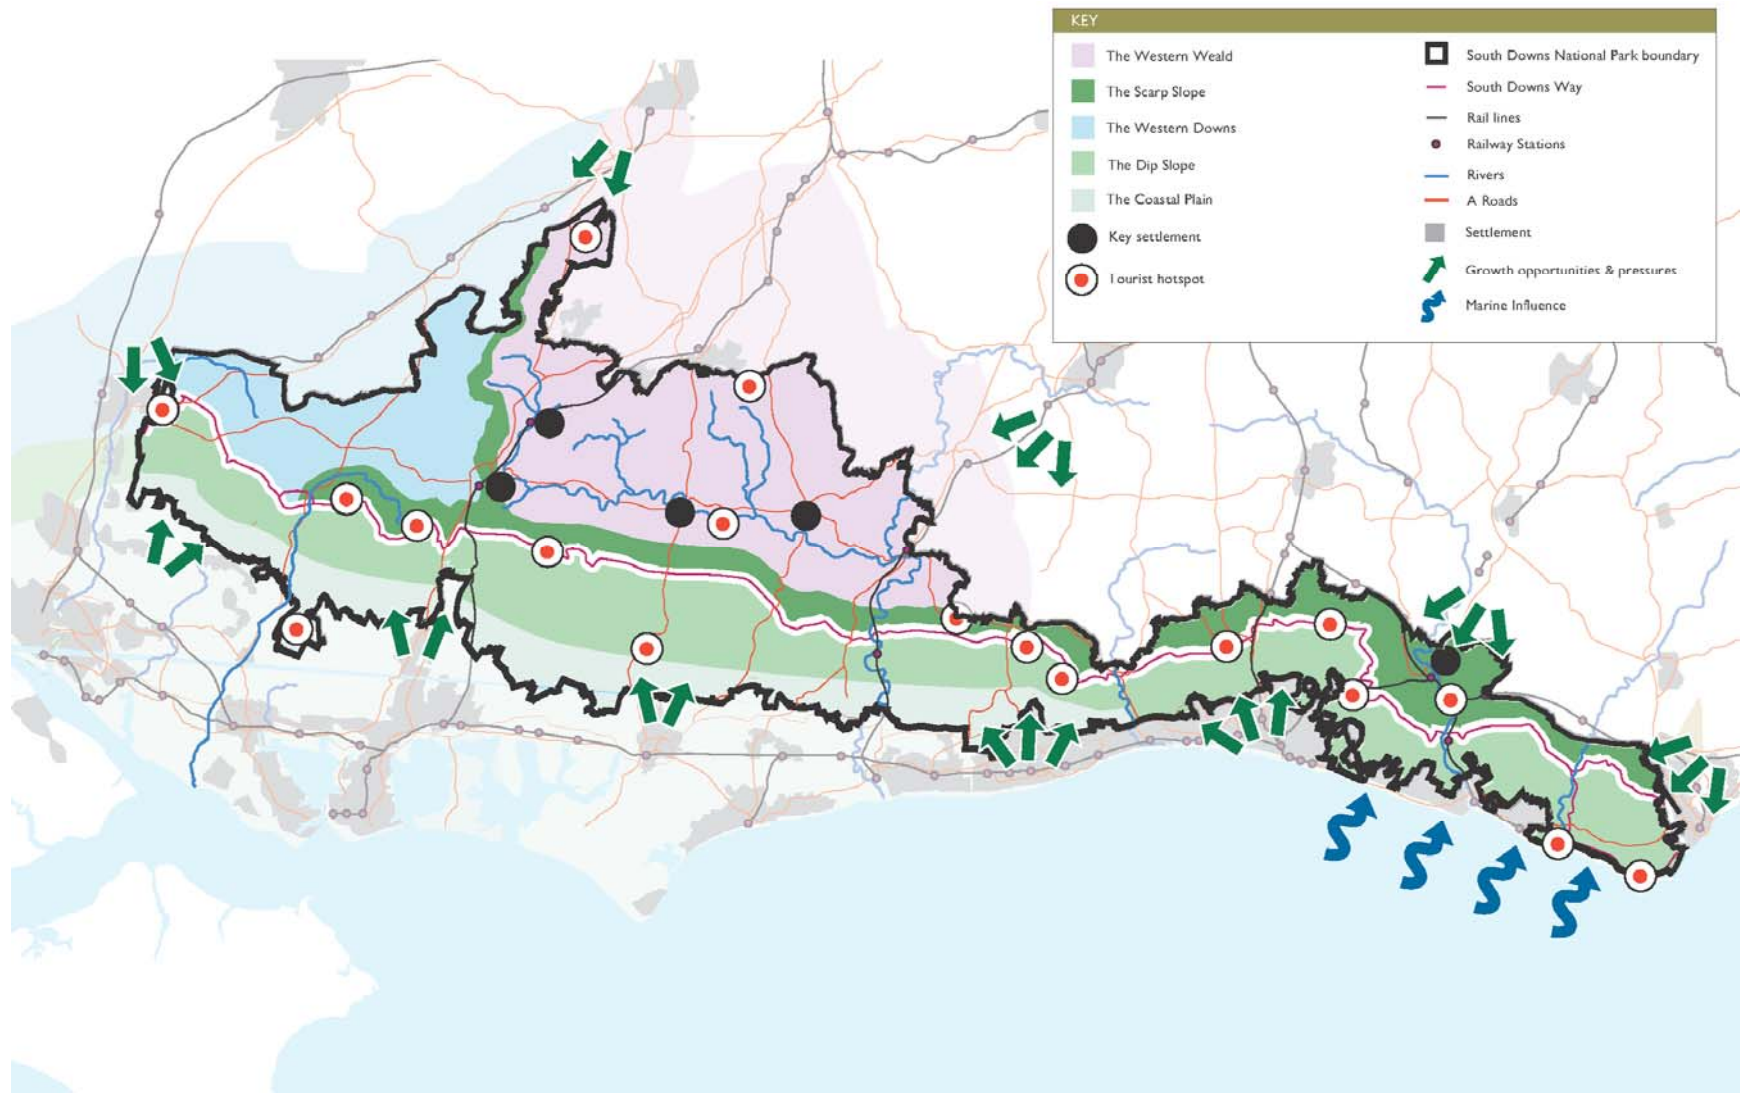 KEY
The Western Weald
The Scarp Slope
The Western Downs
The Dip Slope
The Coastal Plain
Key settlement
Tourist hotspot
South Downs National Park boundary
South Downs Way
Rail lines
Railway Stations
Rivers
A Roads
Settlement
Growth opportunities & pressures
Marine Influence